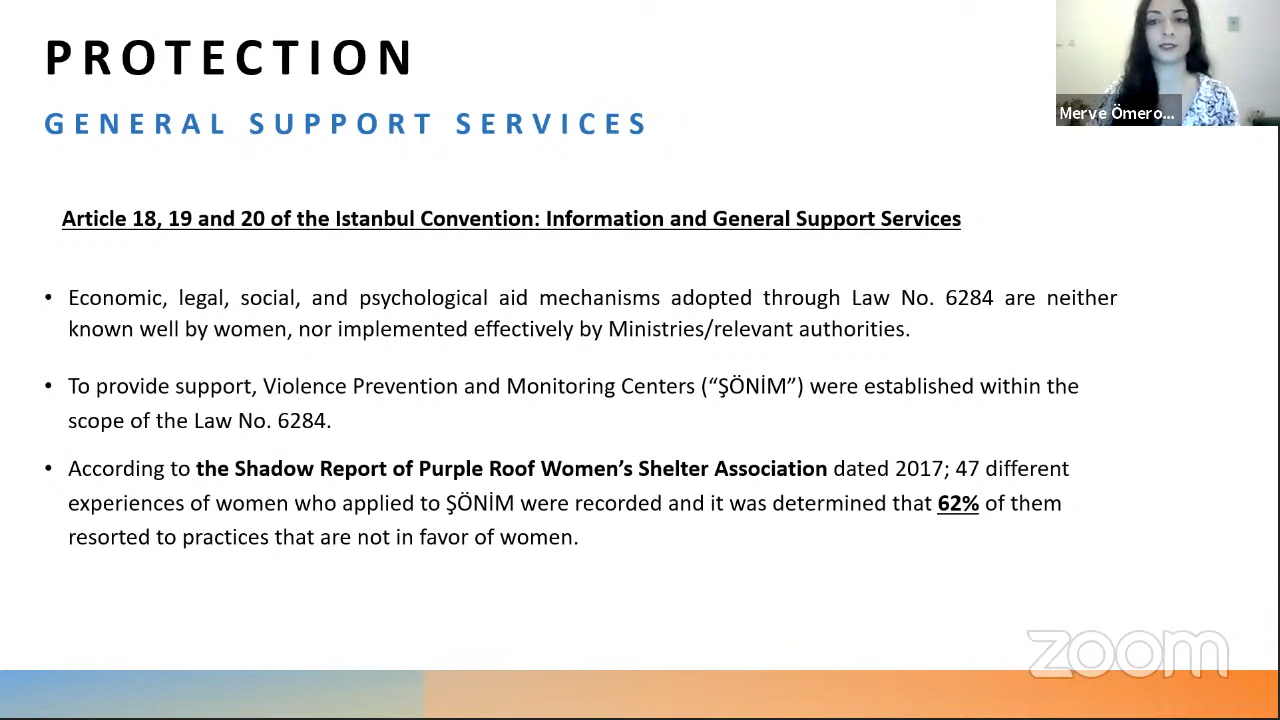 PROTECTION
GENERAL SUPPORT SERVICES
Merve Ömero...
Article 18, 19 and 20 of the Istanbul Convention: Information and General Support Services
• Economic, legal, social, and psychological aid mechanisms adopted through Law No. 6284 are neither
known well by women, nor implemented effectively by Ministries/relevant authorities.
• To provide support, Violence Prevention and Monitoring Centers (“ŞÖNİM”) were established within the
scope of the Law No. 6284.
• According to the Shadow Report of Purple Roof Women’s Shelter Association dated 2017; 47 different
experiences of women who applied to ŞÖNİM were recorded and it was determined that 62% of them
resorted to practices that are not in favor of women.
zoom